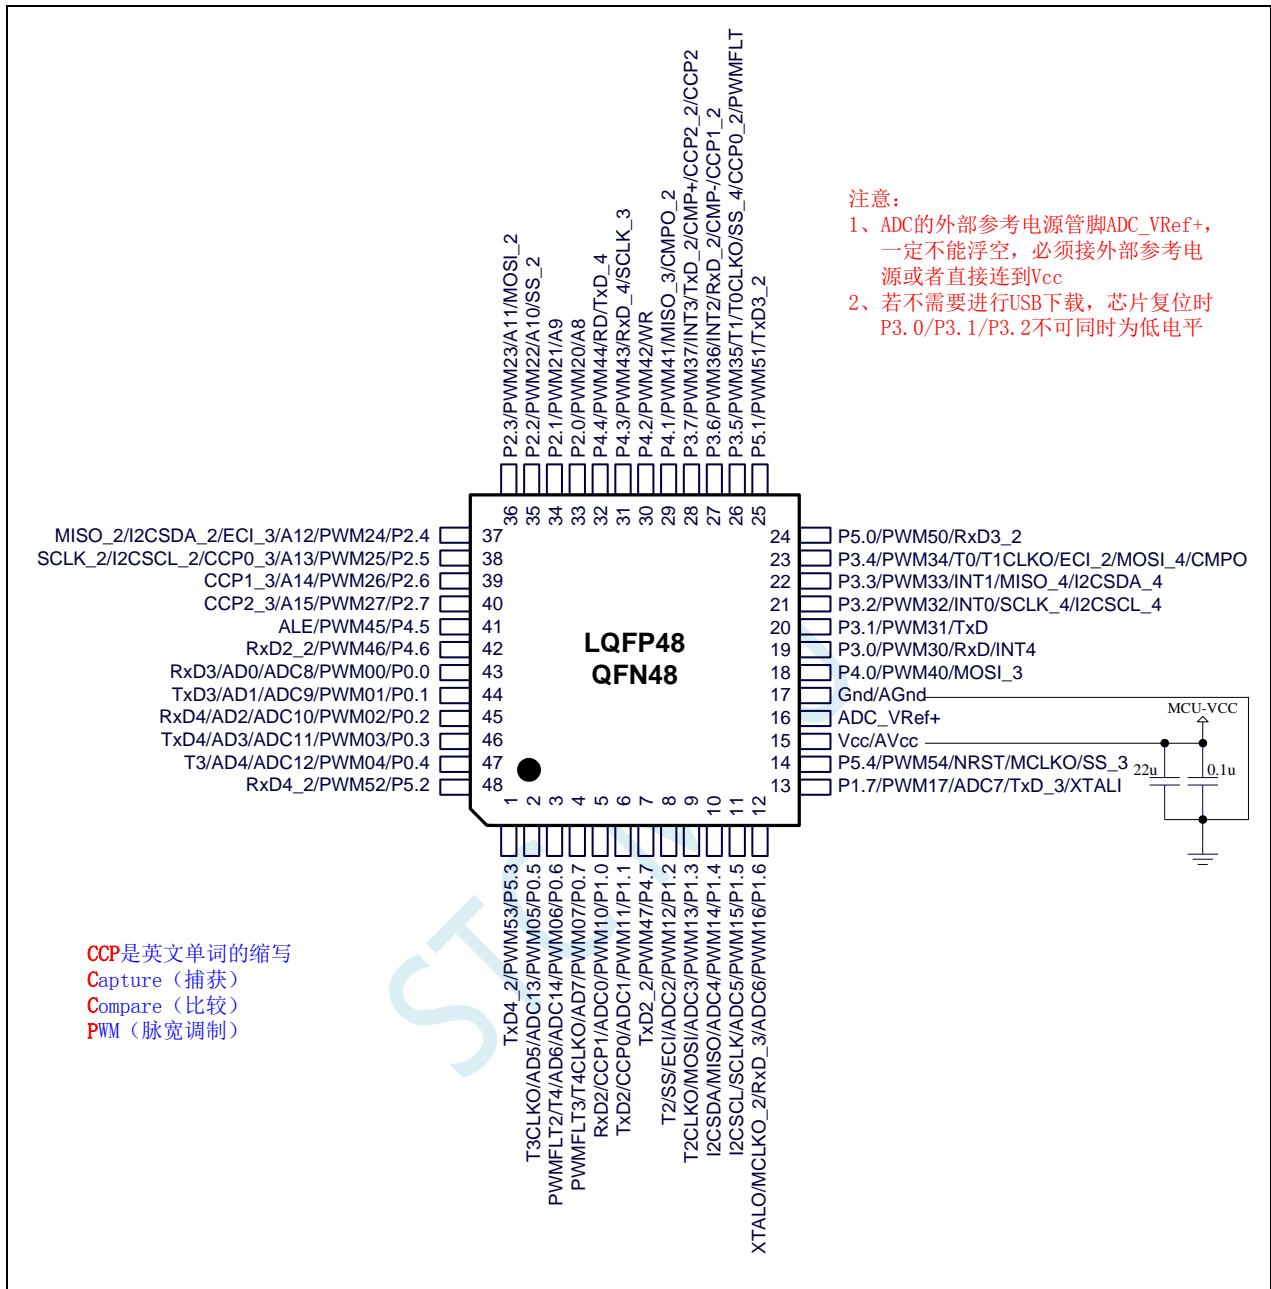 P2.3/PWM23/A11/MOSI_2
P2.2/PWM22/A10/SS_2
P2.1/PWM21/A9
P2.0/PWM20/A8
P4.4/PWM44/RD/TxD_4
P4.3/PWM43/RxD_4/SCLK_3
P4.2/PWM42/WR
P4.1/PWM41/MISO_3/CMPO_2
P3.7/PWM37/INT3/TxD_2/CMP+/CCP2_2/CCP2
P3.6/PWM36/INT2/RxD_2/CMP-/CCP1_2
P3.5/PWM35/T1/T0CLKO/SS_4/CCP0_2/PWMFLT
P5.1/PWM51/TxD3_2
注意：
1、ADC的外部参考电源管脚ADC_VRef+，
一定不能浮空，必须接外部参考电
源或者直接连到Vcc
2、若不需要进行USB下载，芯片复位时
P3.0/P3.1/P3.2不可同时为低电平
36 35 34 33 32 31 30 29 28 27 26 25
MISO_2/I2CSDA_2/ECI_3/A12/PWM24/P2.4 37
SCLK_2/I2CSCL_2/CCP0_3/A13/PWM25/P2.5 38
CCP1_3/A14/PWM26/P2.6 39
CCP2_3/A15/PWM27/P2.7 40
ALE/PWM45/P4.5 41
RxD2_2/PWM46/P4.6 42
RxD3/AD0/ADC8/PWM00/P0.0 43
TxD3/AD1/ADC9/PWM01/P0.1 44
RxD4/AD2/ADC10/PWM02/P0.2 45
TxD4/AD3/ADC11/PWM03/P0.3 46
T3/AD4/ADC12/PWM04/P0.4 47
RxD4_2/PWM52/P5.2 48
LQFP48
QFN48
24 P5.0/PWM50/RxD3_2
23 P3.4/PWM34/T0/T1CLKO/ECI_2/MOSI_4/CMPO
22 P3.3/PWM33/INT1/MISO_4/I2CSDA_4
21 P3.2/PWM32/INT0/SCLK_4/I2CSCL_4
20 P3.1/PWM31/TxD
19 P3.0/PWM30/RxD/INT4
18 P4.0/PWM40/MOSI_3
17 Gnd/AGnd
16 ADC_VRef+
15 Vcc/AVcc
14 P5.4/PWM54/NRST/MCLKO/SS_3
13 P1.7/PWM17/ADC7/TxD_3/XTALI
MCU-VCC
22u
0.1u
1 2 3 4 5 6 7 8 9 10 11 12
TxD4_2/PWM53/P5.3
T3CLKO/AD5/ADC13/PWM05/P0.5
PWMFLT2/T4/AD6/ADC14/PWM06/P0.6
PWMFLT3/T4CLKO/AD7/PWM07/P0.7
RxD2/CCP1/ADC0/PWM10/P1.0
TxD2/CCP0/ADC1/PWM11/P1.1
TxD2_2/PWM47/P4.7
T2/SS/ECI/ADC2/PWM12/P1.2
T2CLKO/MOSI/ADC3/PWM13/P1.3
I2CSDA/MISO/ADC4/PWM14/P1.4
I2CSCL/SCLK/ADC5/PWM15/P1.5
XTALO/MCLKO_2/RxD_3/ADC6/PWM16/P1.6
CCP是英文单词的缩写
Capture（捕获）
Compare（比较）
PWM（脉宽调制）